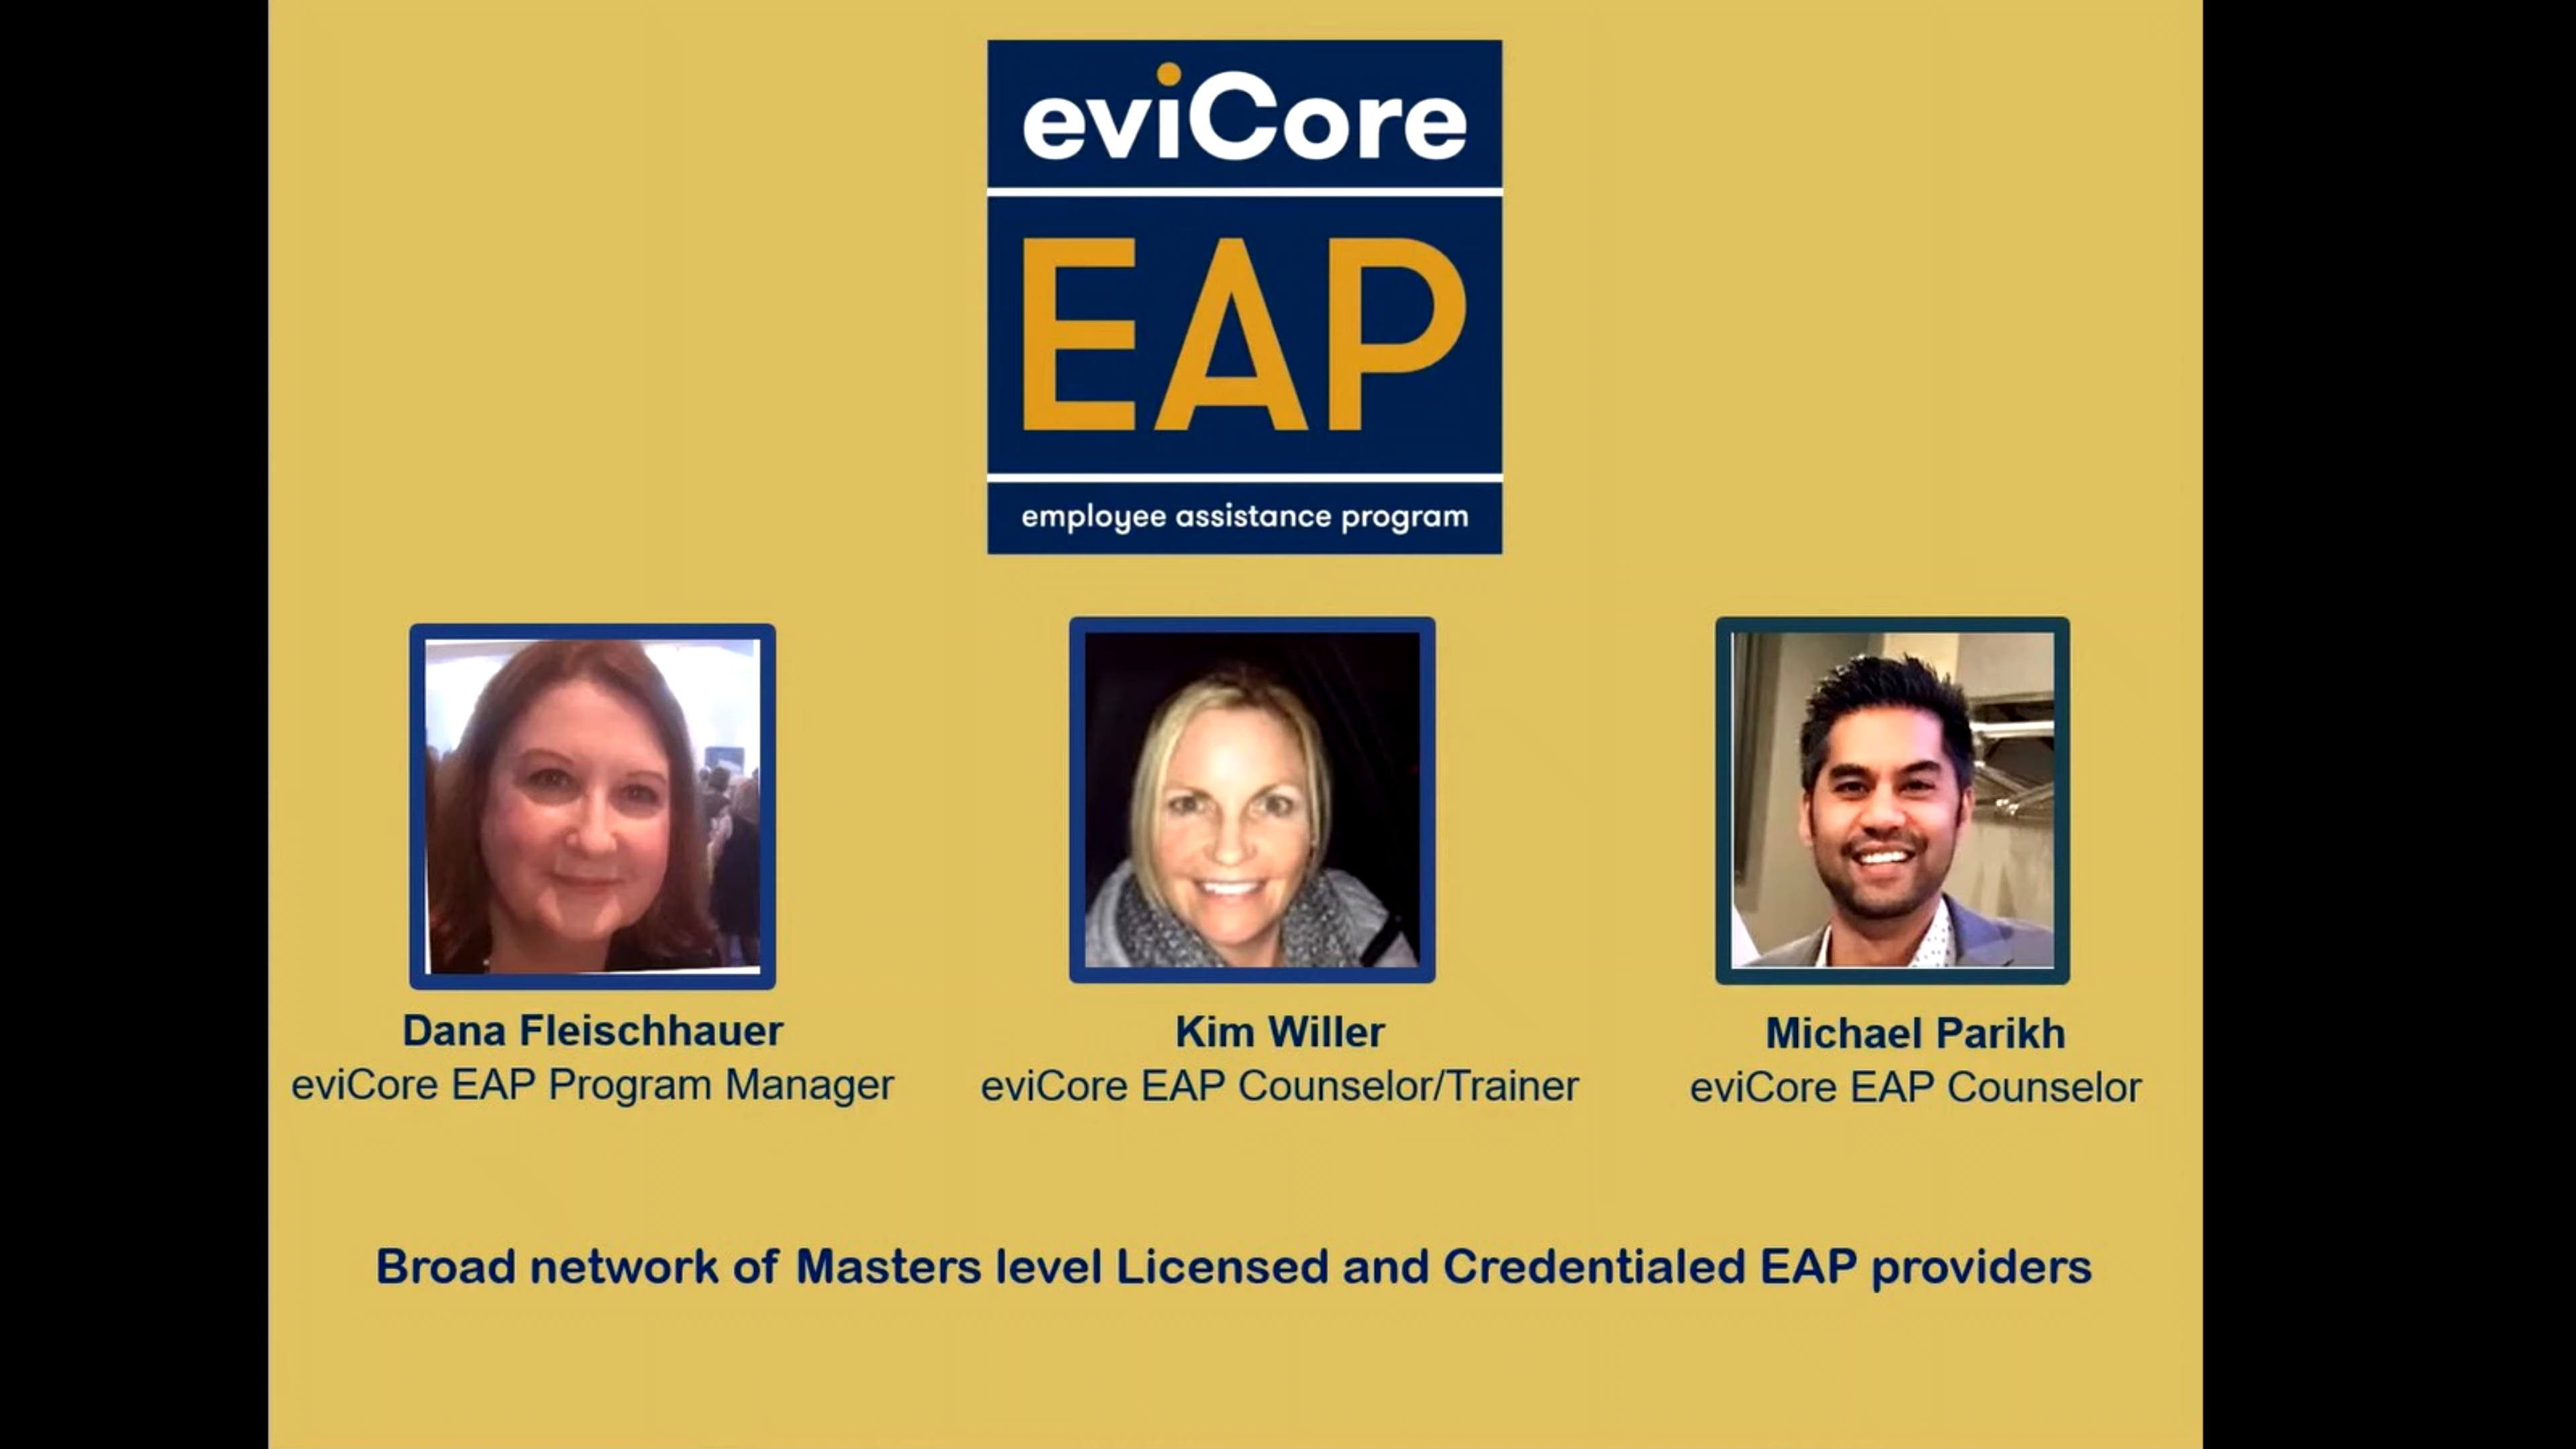 eviCore
EAP
employee assistance program
Dana Fleischhauer
eviCore EAP Program Manager
Kim Willer
eviCore EAP Counselor/Trainer
Michael Parikh
eviCore EAP Counselor
Broad network of Masters level Licensed and Credentialed EAP providers